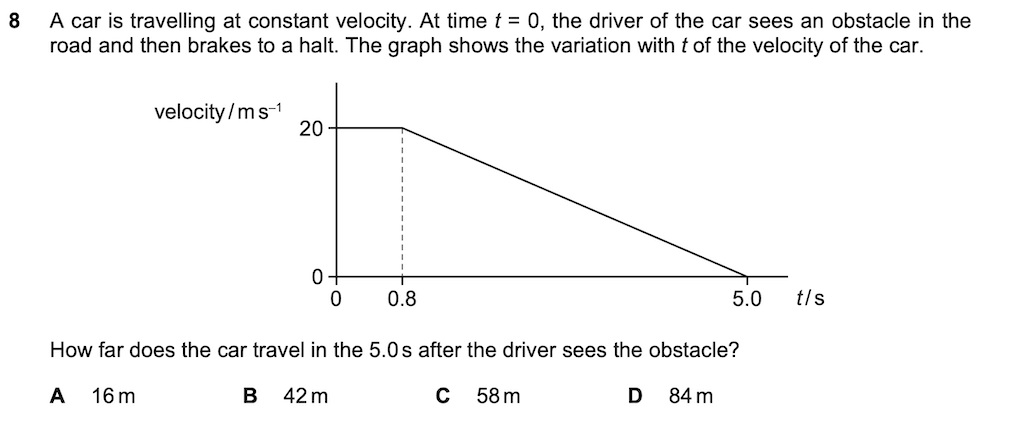 8 A car is travelling at constant velocity. At time t = 0, the driver of the car sees an obstacle in the
road and then brakes to a halt. The graph shows the variation with t of the velocity of the car.
velocity / m s⁻¹
20
0
0 0.8 5.0 t / s
How far does the car travel in the 5.0 s after the driver sees the obstacle?
A 16 m B 42 m C 58 m D 84 m